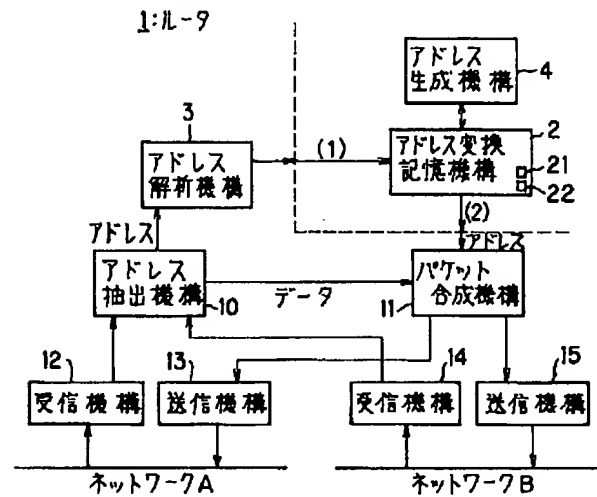 1:ルータ
アドレス
生成機構
4
3
アドレス
解析機構
(1)
2
アドレス変換
記憶機構
21
22
(2)
アドレス
アドレス
アドレス
抽出機構
10
データ
パケット
合成機構
11
12
受信機構
13
送信機構
14
受信機構
15
送信機構
ネットワークA
ネットワークB